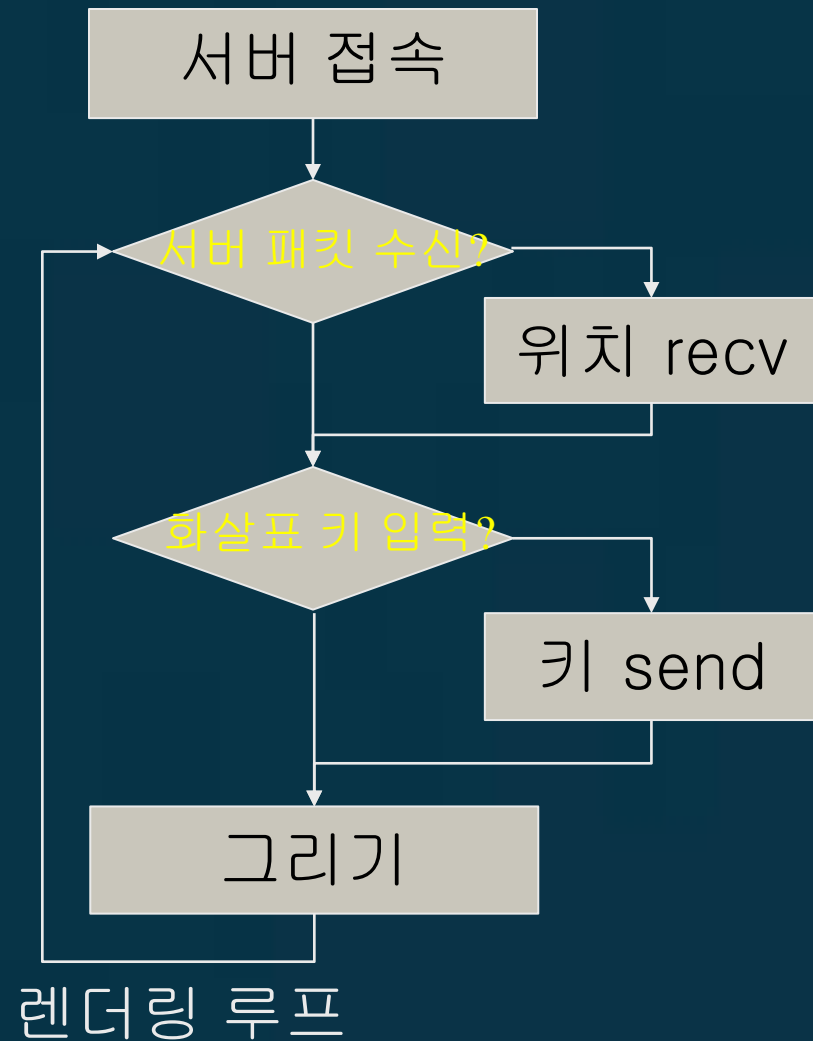 서버 접속
서버 패킷 수신?
위치 recv
화살표 키 입력?
키 send
그리기
렌더링 루프